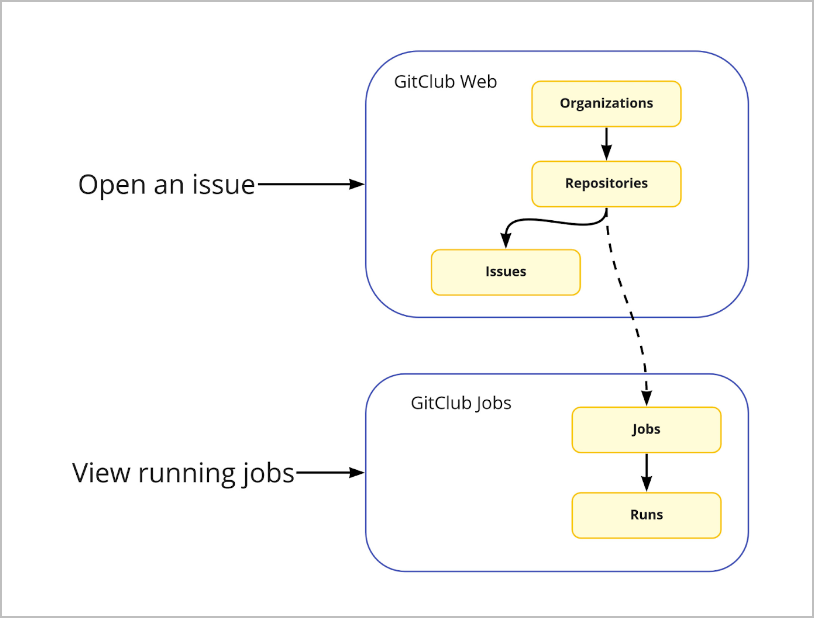 GitClub Web
Organizations
Open an issue
Repositories
Issues
GitClub Jobs
Jobs
View running jobs
Runs